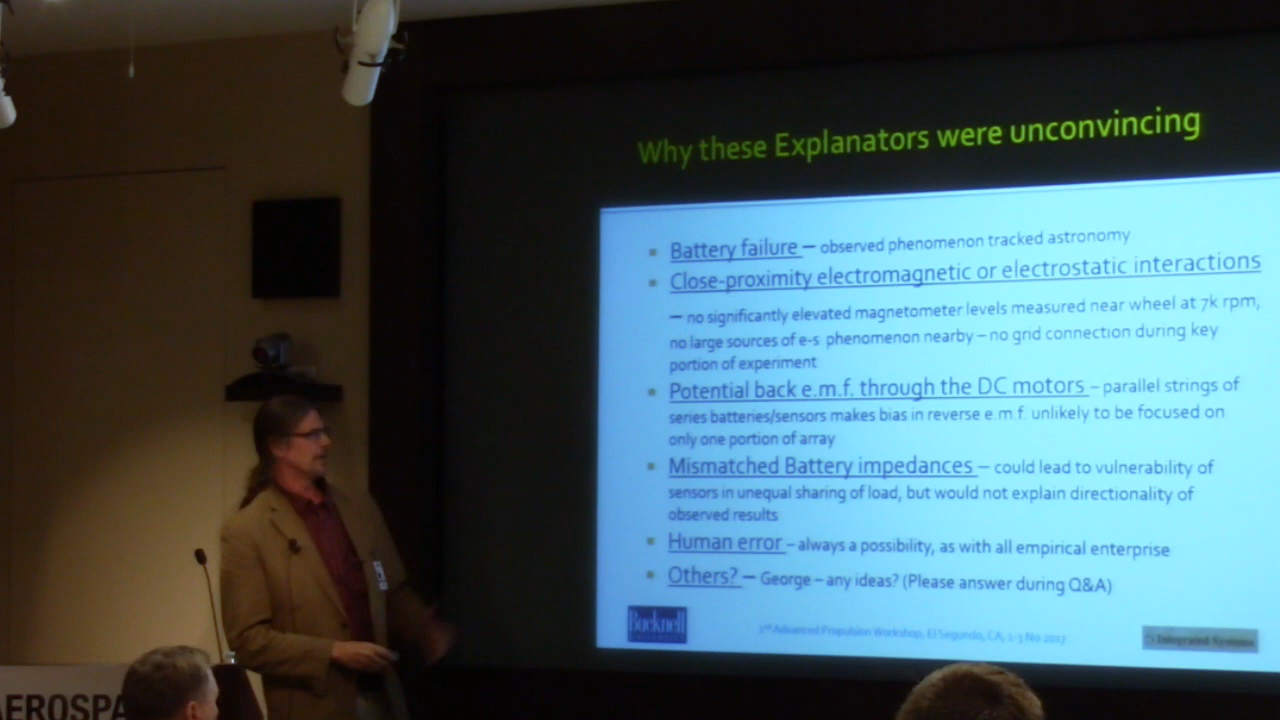 Why these Explanators were unconvincing
Battery failure – observed phenomenon tracked astronomy
Close-proximity electromagnetic or electrostatic interactions
– no significantly elevated magnetometer levels measured near wheel at 7k rpm,
no large sources of e-s phenomenon nearby – no grid connection during key
portion of experiment
Potential back e.m.f. through the DC motors – parallel strings of
series batteries/sensors makes bias in reverse e.m.f. unlikely to be focused on
only one portion of array
Mismatched Battery impedances – could lead to vulnerability of
sensors in unequal sharing of load, but would not explain directionality of
observed results
Human error – always a possibility, as with all empirical enterprise
Others? – George – any ideas? (Please answer during Q&A)
Bucknell
UNIVERSITY
2nd Advanced Propulsion Workshop, El Segundo, CA, 1-3 No 2017
Integrated Systems
AEROSPA